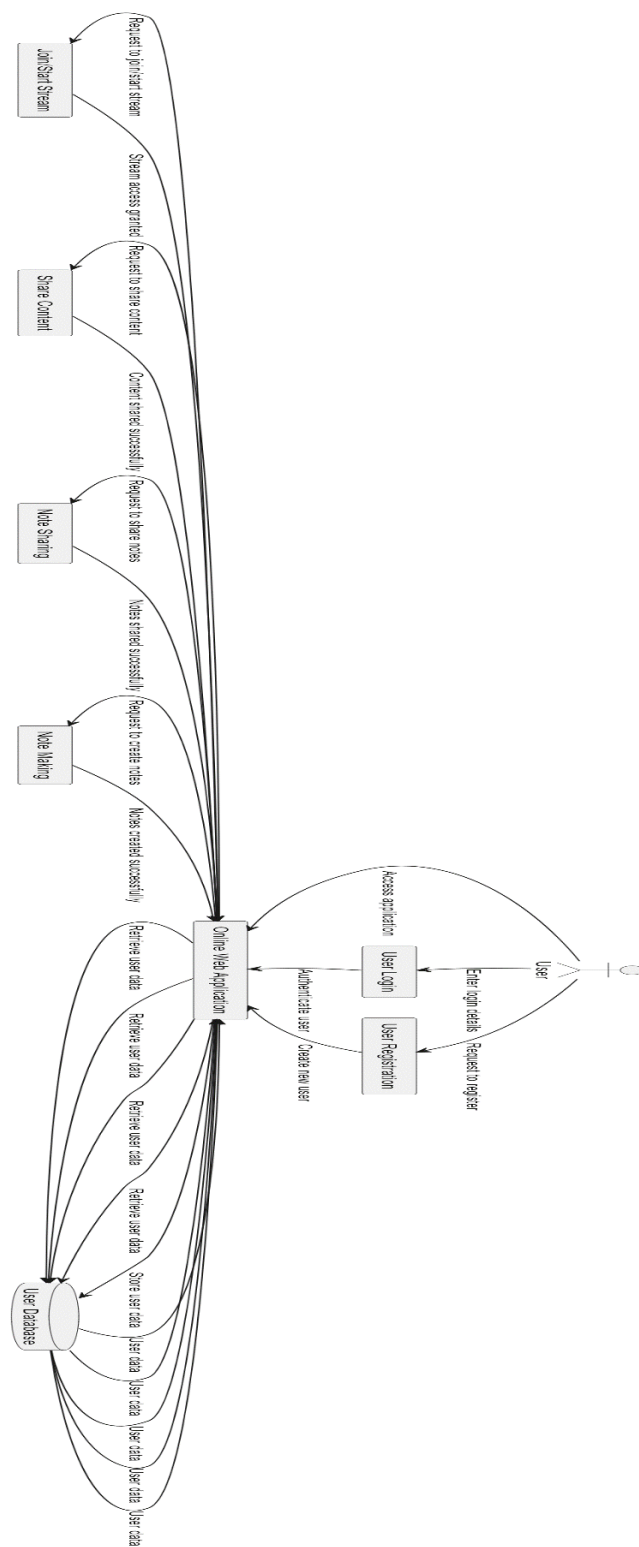 User
Enter login details
Request to register
Access application
User Login
User Registration
Authenticate user
Create new user
Online Web Application
Request to join/start stream
Stream access granted
Request to share content
Content shared successfully
Request to share notes
Notes shared successfully
Request to create notes
Notes created successfully
Retrieve user data
Retrieve user data
Retrieve user data
Retrieve user data
Store user data
User data
User data
User data
User data
User data
Join/Start Stream
Share Content
Note Sharing
Note Making
User Database